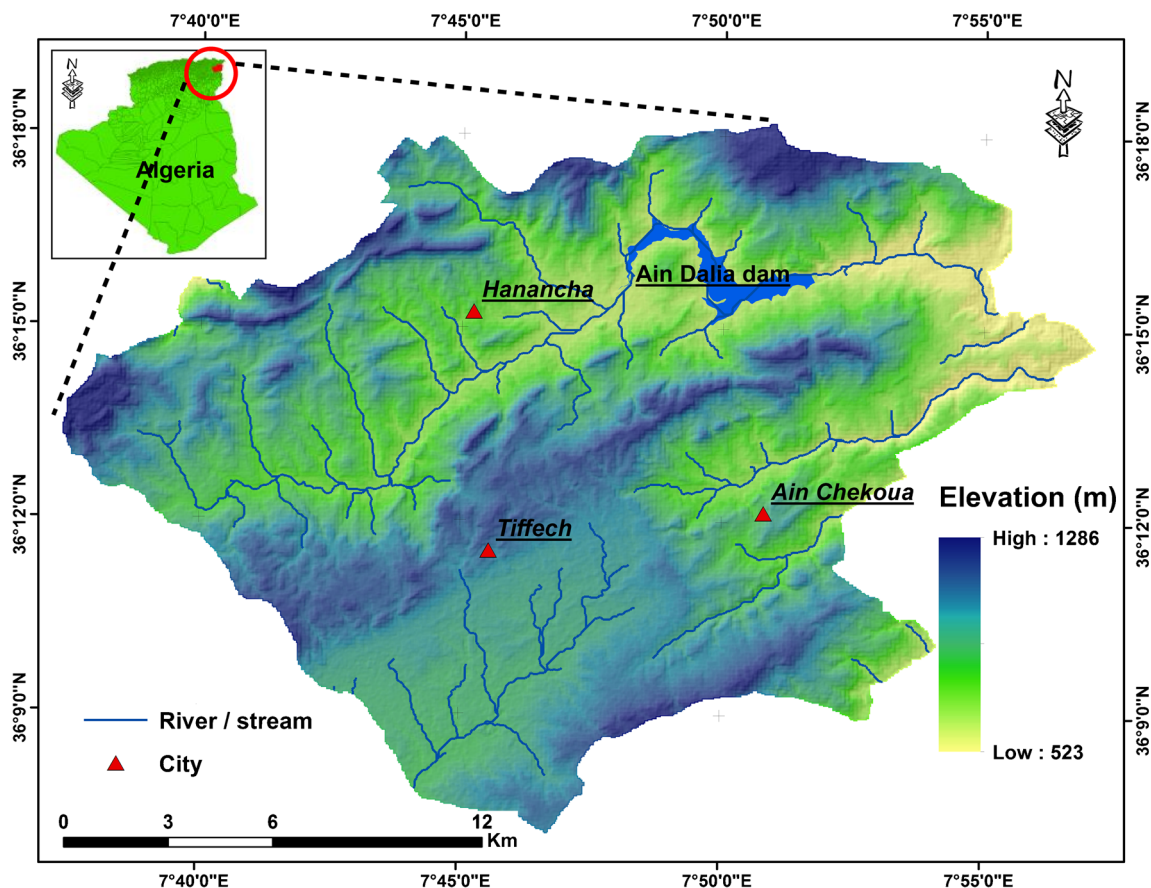 7°40'0"E
7°45'0"E
7°50'0"E
7°55'0"E
N
Algeria
N
36°18'0"N
36°18'0"N
Ain Dalia dam
Hanancha
36°15'0"N
36°15'0"N
Ain Chekoua
Elevation (m)
36°12'0"N
36°12'0"N
Tiffech
High : 1286
36°9'0"N
36°9'0"N
River / stream
Low : 523
City
0
3
6
12
Km
7°40'0"E
7°45'0"E
7°50'0"E
7°55'0"E